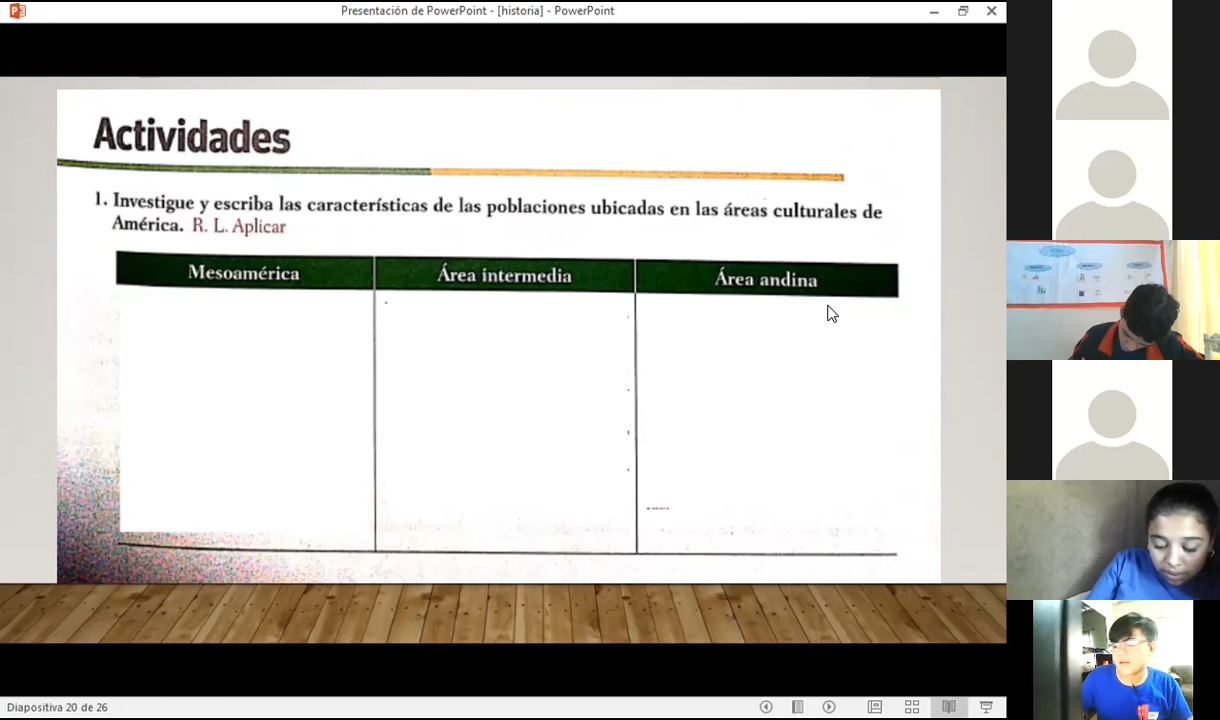 Presentación de PowerPoint - [historia] - PowerPoint
Actividades
1. Investigue y escriba las características de las poblaciones ubicadas en las áreas culturales de
América. R. L. Aplicar
Mesoamérica
Área intermedia
Área andina
Diapositiva 20 de 26